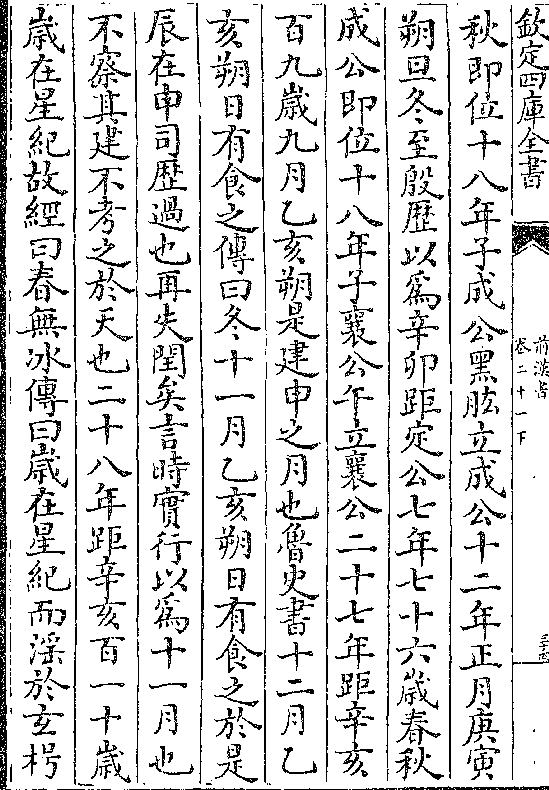 欽定四庫全書
前漢書
卷二十一下
秋即位十八年子成公黑肱立成公十二年正月庚寅
朔旦冬至殷歴以爲辛卯距定公七年七十六歲春秋
成公即位十八年子襄公午立襄公二十七年距辛亥
百九歲九月乙亥朔是建申之月也魯史書十二月乙
亥朔日有食之傳曰冬十一月乙亥朔日有食之於是
辰在申司歴過也再失閏矣言時實行以爲十一月也
不察其建不考之於天也二十八年距辛亥百一十歲
歲在星紀故經曰春無冰傳曰歲在星紀而滛於玄枵